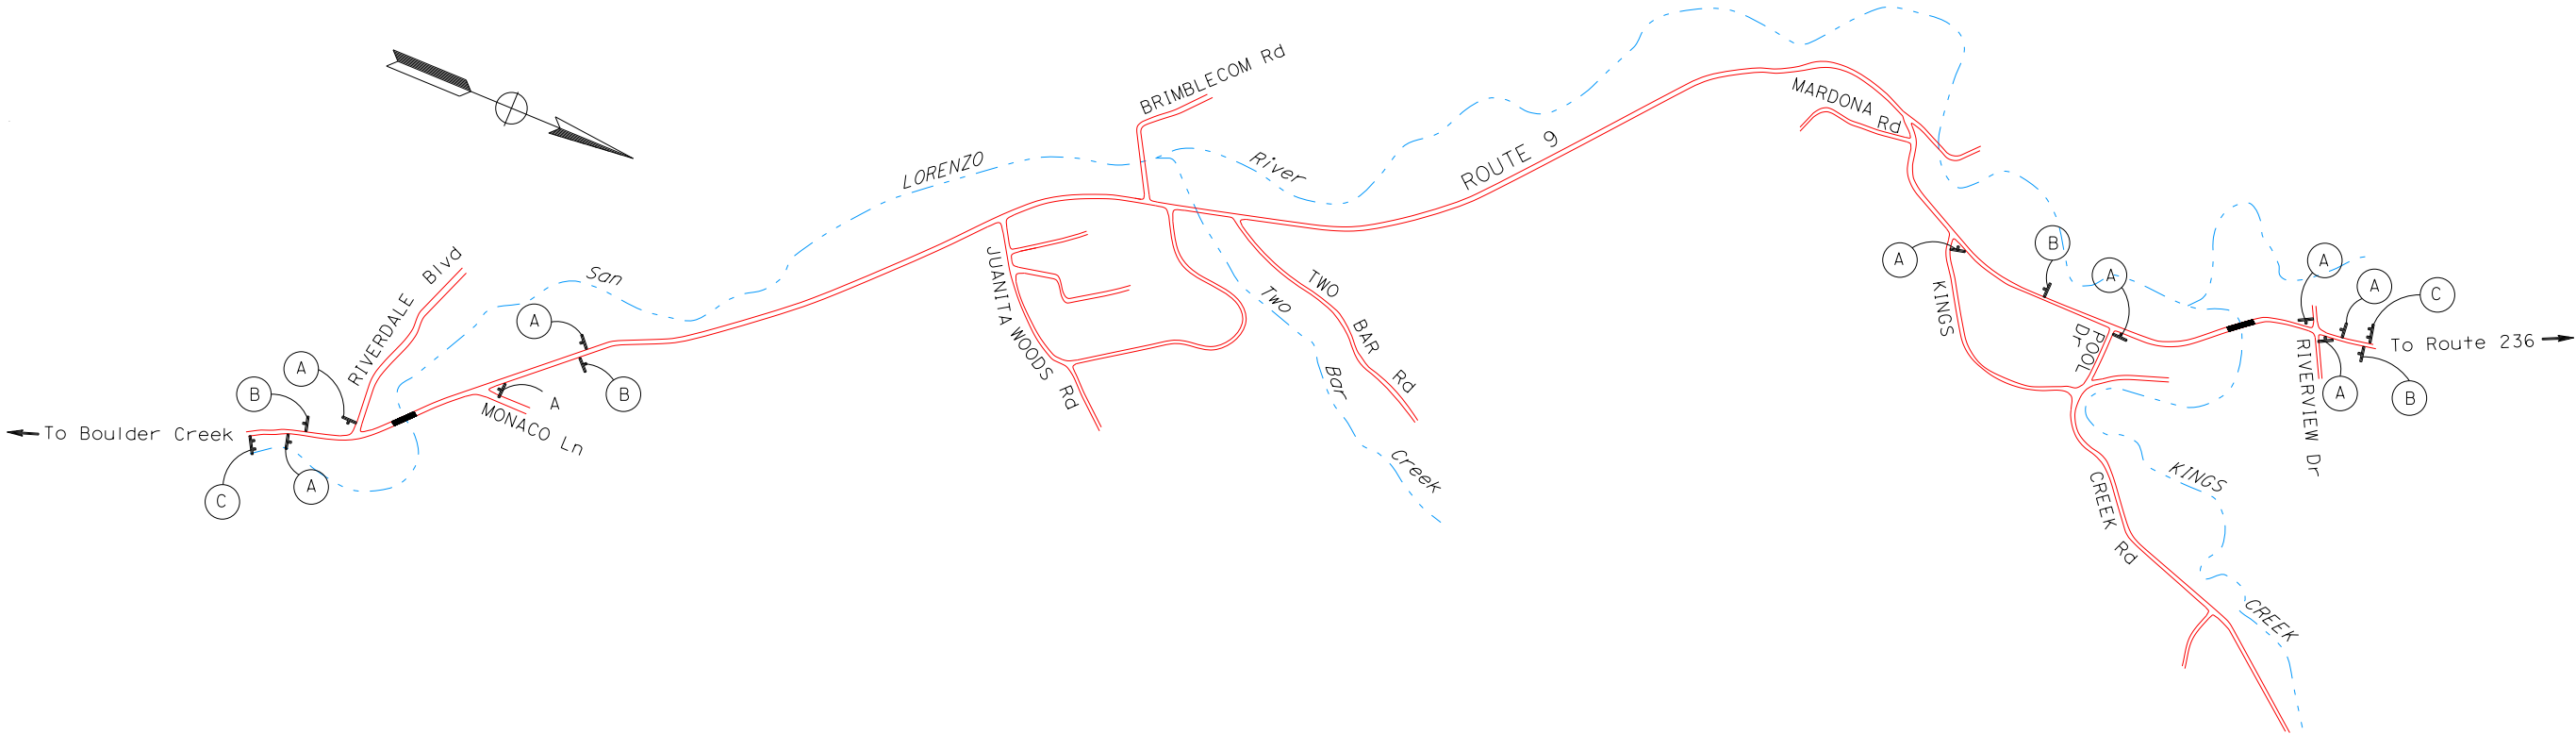 BRIMBLECOM Rd
MARDONA
Rd
LORENZO
River
ROUTE 9
RIVERDALE Blvd
San
A
B
A
B
A
A
A
A
C
A
B
A
B
A
A
B
C
A
MONACO Ln
JUANITA WOODS Rd
Two
Bar
Creek
TWO
BAR
Rd
KINGS
CREEK Rd
POOL
Dr
RIVERVIEW Dr
To Route 236
To Boulder Creek
KINGS
CREEK